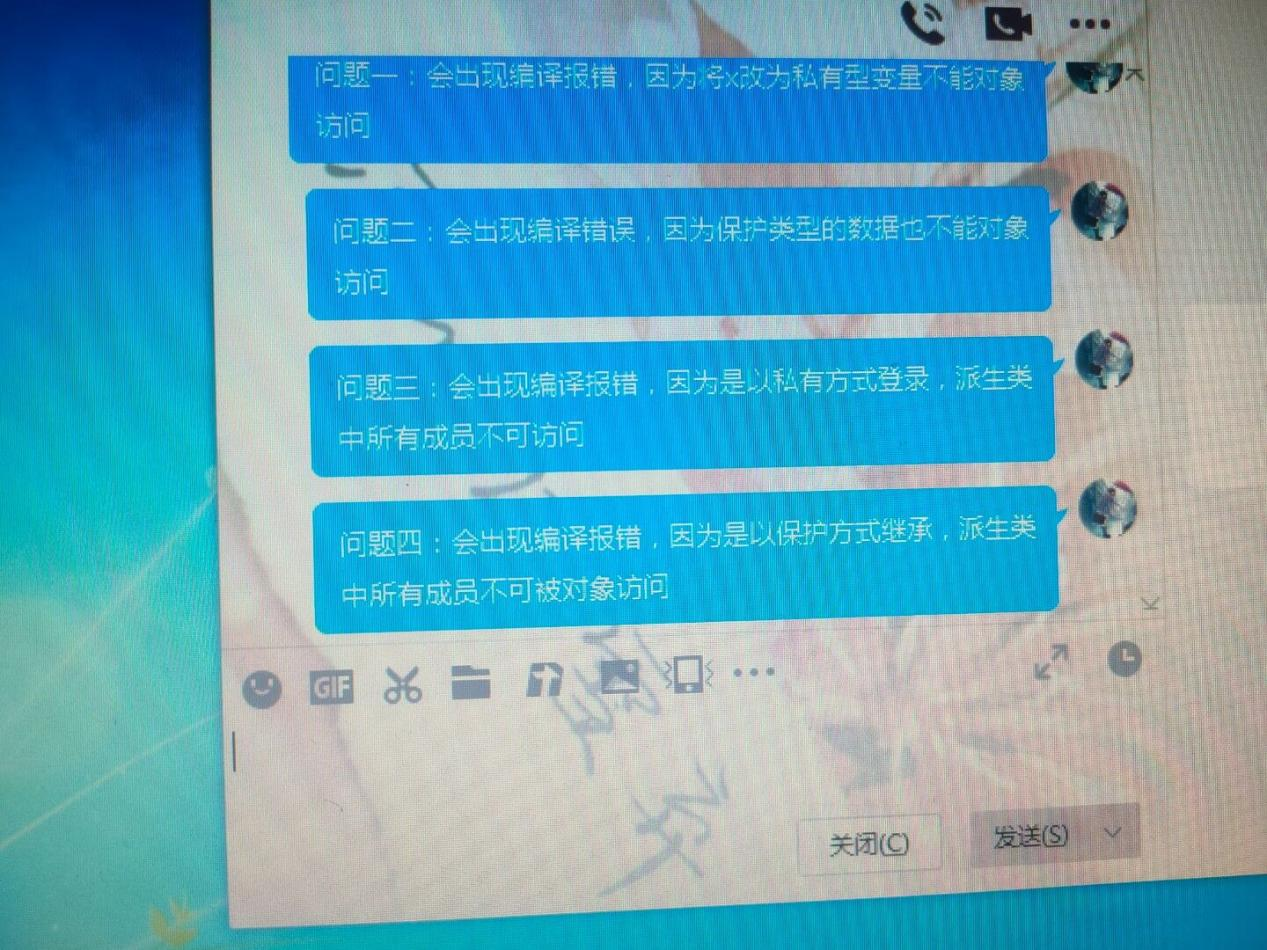 问题一：会出现编译报错，因为将x改为私有型变量不能对象
访问
问题二：会出现编译错误，因为保护类型的数据也不能对象
访问
问题三：会出现编译报错，因为是以私有方式登录，派生类
中所有成员不可访问
问题四：会出现编译报错，因为是以保护方式继承，派生类
中所有成员不可被对象访问
GIF
关闭(C)
发送(S)